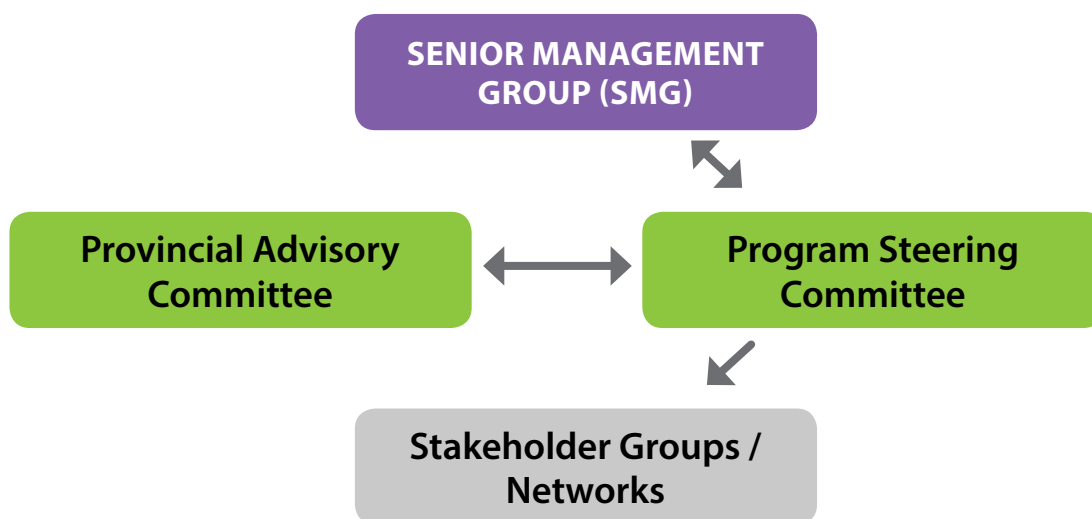 SENIOR MANAGEMENT
GROUP (SMG)
Provincial Advisory
Committee
Program Steering
Committee
Stakeholder Groups /
Networks